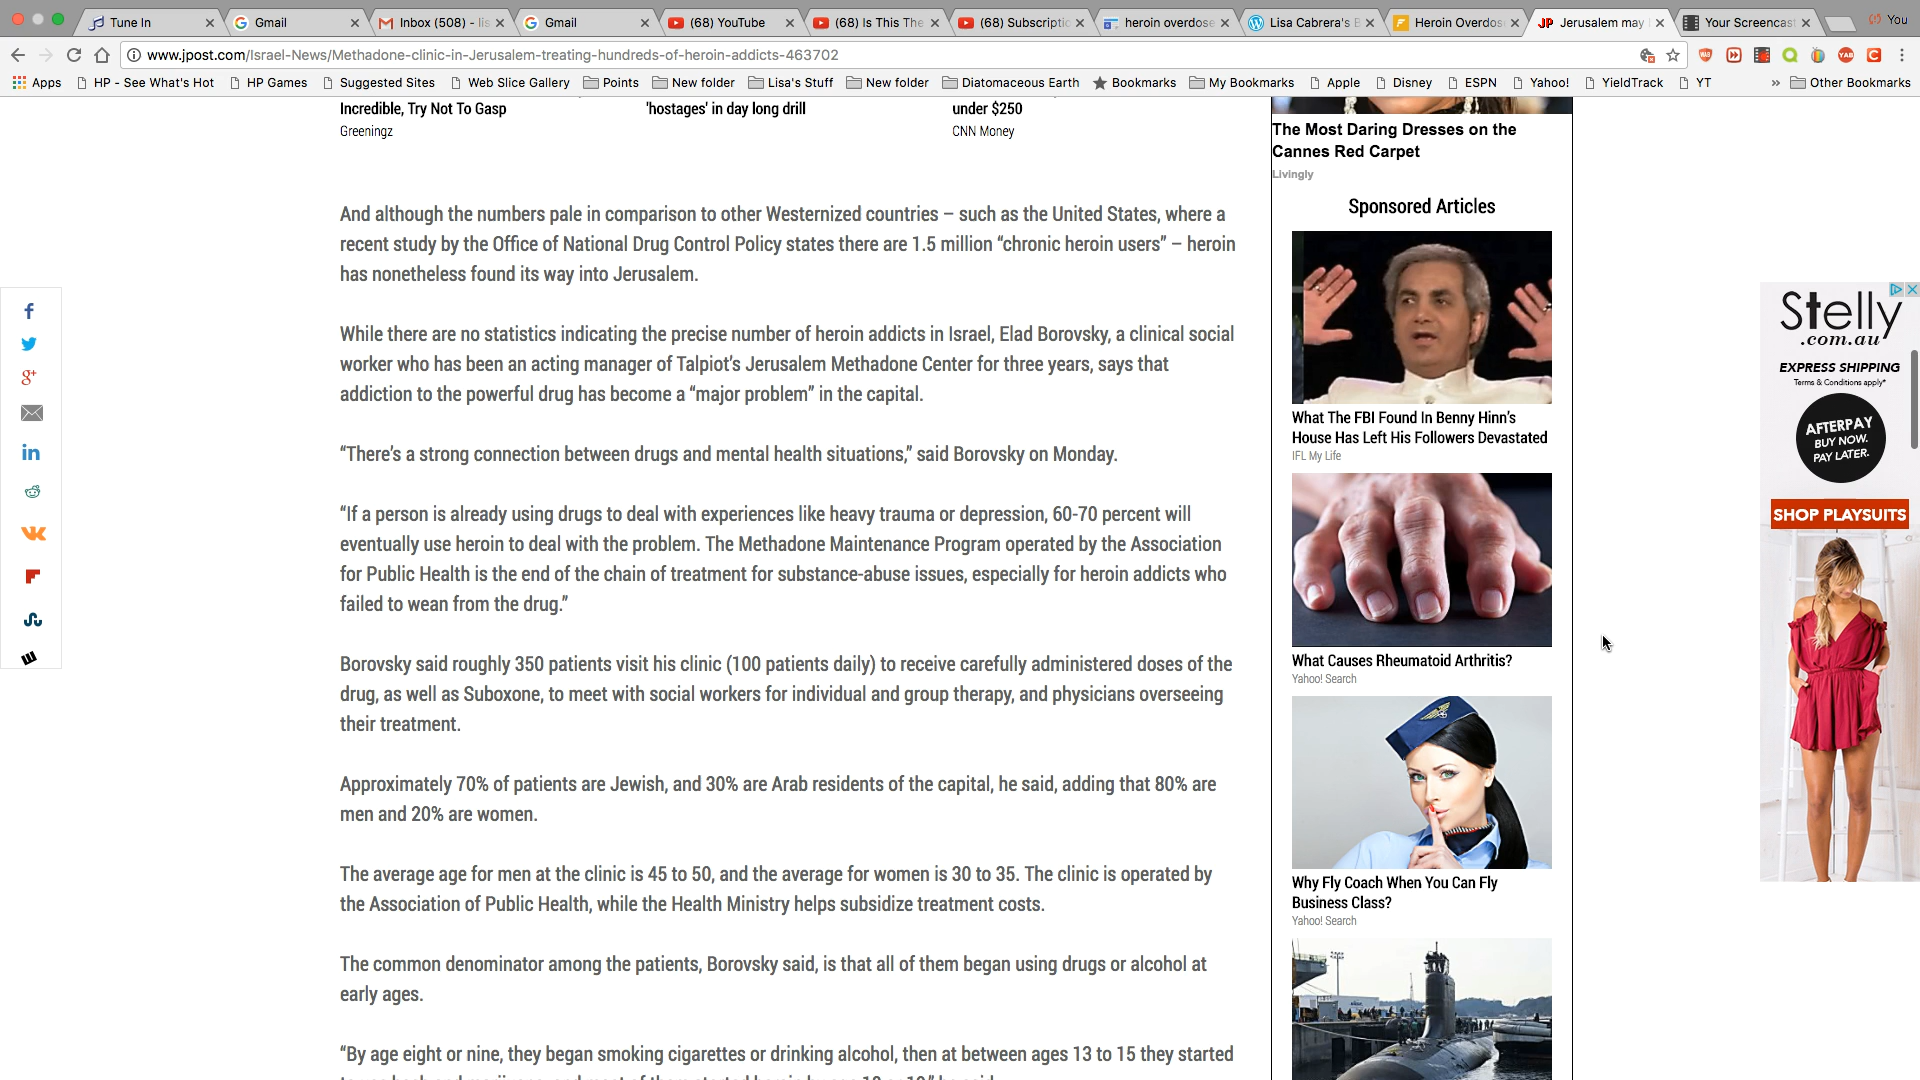 Tune In
Gmail
Inbox (508) - lis
Gmail
(68) YouTube
(68) Is This The
(68) Subscriptio
heroin overdose
Lisa Cabrera's B
Heroin Overdos
Jerusalem may
Your Screencas
You
www.jpost.com/Israel-News/Methadone-clinic-in-Jerusalem-treating-hundreds-of-heroin-addicts-463702
Apps
HP - See What's Hot
HP Games
Suggested Sites
Web Slice Gallery
Points
New folder
Lisa's Stuff
New folder
Diatomaceous Earth
Bookmarks
My Bookmarks
Apple
Disney
ESPN
Yahoo!
YieldTrack
YT
»
Other Bookmarks
Incredible, Try Not To Gasp
Greeningz
'hostages' in day long drill
under $250
CNN Money
And although the numbers pale in comparison to other Westernized countries – such as the United States, where a
recent study by the Office of National Drug Control Policy states there are 1.5 million “chronic heroin users” – heroin
has nonetheless found its way into Jerusalem.
While there are no statistics indicating the precise number of heroin addicts in Israel, Elad Borovsky, a clinical social
worker who has been an acting manager of Talpiot’s Jerusalem Methadone Center for three years, says that
addiction to the powerful drug has become a “major problem” in the capital.
“There’s a strong connection between drugs and mental health situations,” said Borovsky on Monday.
“If a person is already using drugs to deal with experiences like heavy trauma or depression, 60-70 percent will
eventually use heroin to deal with the problem. The Methadone Maintenance Program operated by the Association
for Public Health is the end of the chain of treatment for substance-abuse issues, especially for heroin addicts who
failed to wean from the drug.”
Borovsky said roughly 350 patients visit his clinic (100 patients daily) to receive carefully administered doses of the
drug, as well as Suboxone, to meet with social workers for individual and group therapy, and physicians overseeing
their treatment.
Approximately 70% of patients are Jewish, and 30% are Arab residents of the capital, he said, adding that 80% are
men and 20% are women.
The average age for men at the clinic is 45 to 50, and the average for women is 30 to 35. The clinic is operated by
the Association of Public Health, while the Health Ministry helps subsidize treatment costs.
The common denominator among the patients, Borovsky said, is that all of them began using drugs or alcohol at
early ages.
“By age eight or nine, they began smoking cigarettes or drinking alcohol, then at between ages 13 to 15 they started
The Most Daring Dresses on the
Cannes Red Carpet
Livingly
Sponsored Articles
What The FBI Found In Benny Hinn’s
House Has Left His Followers Devastated
IFL My Life
What Causes Rheumatoid Arthritis?
Yahoo! Search
Why Fly Coach When You Can Fly
Business Class?
Yahoo! Search
Stelly
.com.au
EXPRESS SHIPPING
Terms & Conditions apply*
AFTERPAY
BUY NOW.
PAY LATER.
SHOP PLAYSUITS